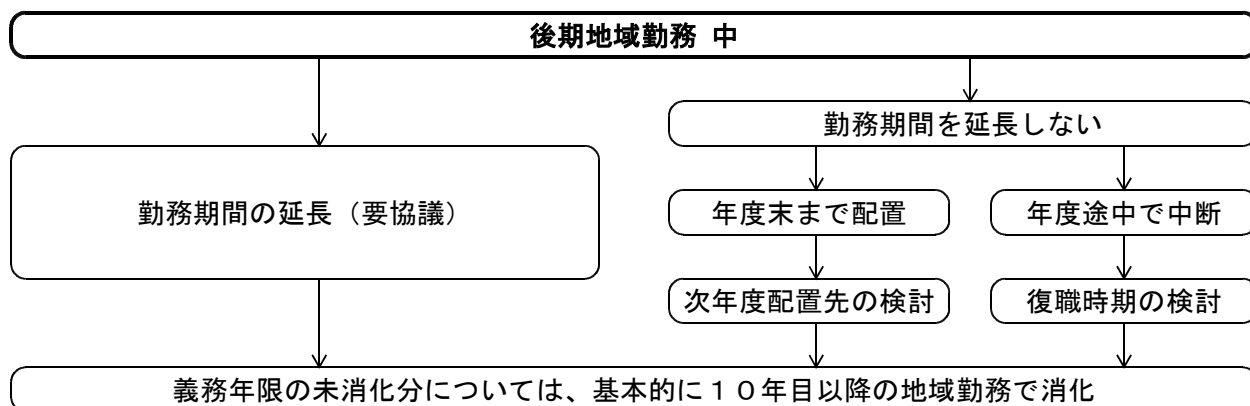 後期地域勤務 中
勤務期間を延長しない
勤務期間の延長（要協議）
年度末まで配置
年度途中で中断
次年度配置先の検討
復職時期の検討
義務年限の未消化分については、基本的に１０年目以降の地域勤務で消化